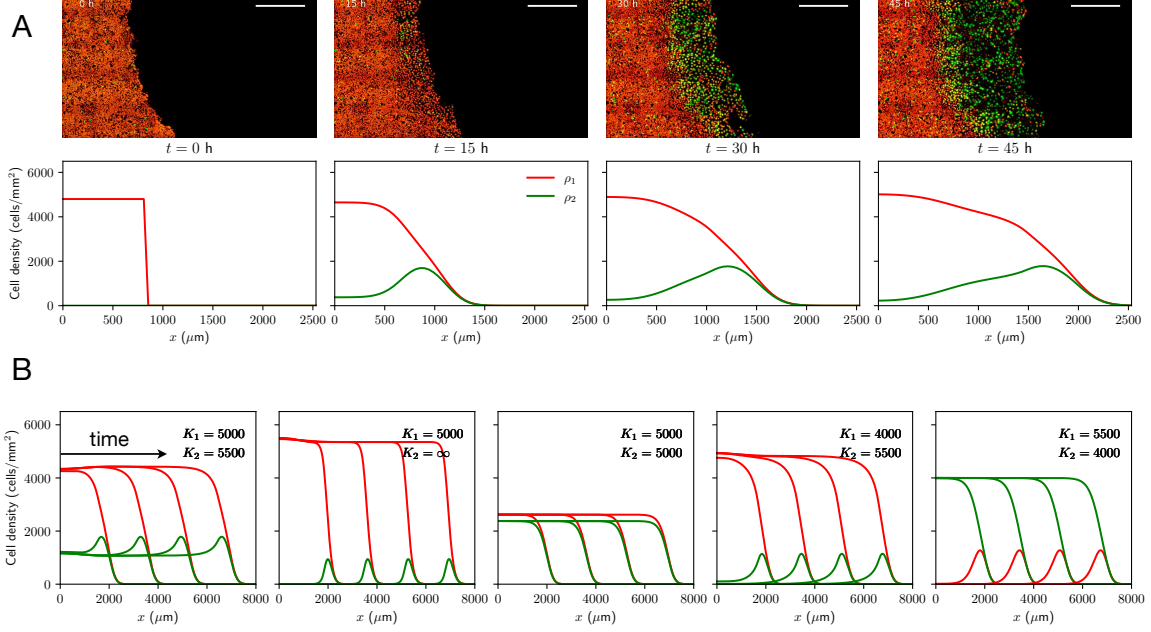 A
0 h
15 h
30 h
45 h
t = 0 h
t = 15 h
t = 30 h
t = 45 h
Cell density (cells/mm²)
6000
4000
2000
0
ρ₁
ρ₂
0 500 1000 1500 2000 2500
0 500 1000 1500 2000 2500
0 500 1000 1500 2000 2500
0 500 1000 1500 2000 2500
x (μm)
x (μm)
x (μm)
x (μm)
B
Cell density (cells/mm²)
6000
4000
2000
0
time
K₁ = 5000
K₂ = 5500
K₁ = 5000
K₂ = ∞
K₁ = 5000
K₂ = 5000
K₁ = 4000
K₂ = 5500
K₁ = 5500
K₂ = 4000
0 2000 4000 6000 8000
0 2000 4000 6000 8000
0 2000 4000 6000 8000
0 2000 4000 6000 8000
0 2000 4000 6000 8000
x (μm)
x (μm)
x (μm)
x (μm)
x (μm)